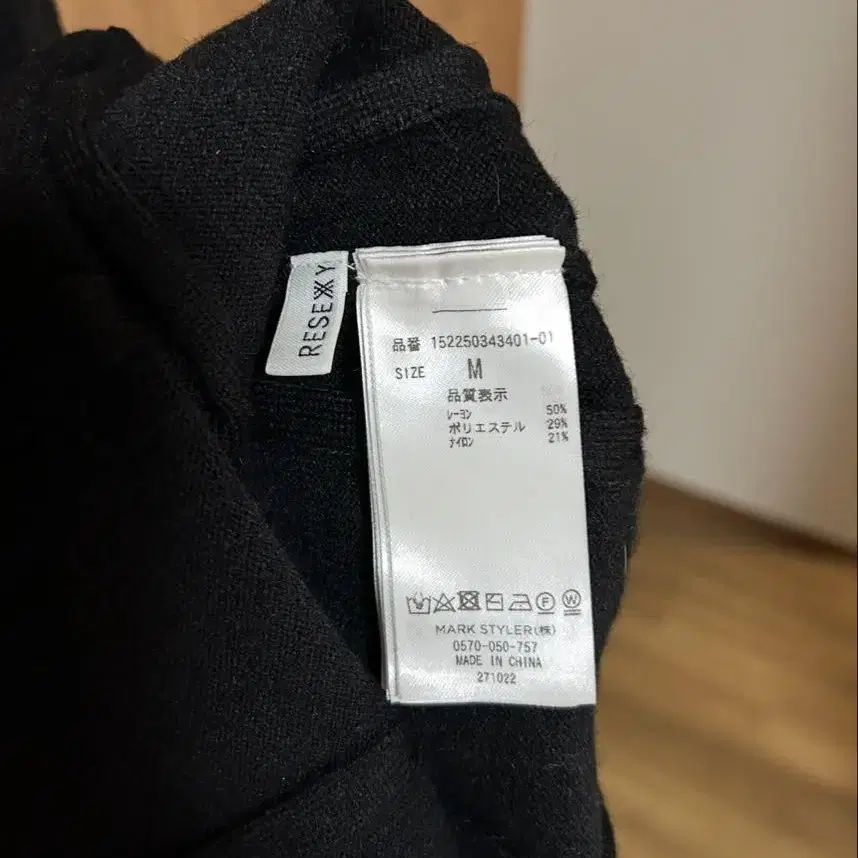 RESEXXY
品番 152250343401-01
SIZE M
品質表示
レーヨン 50%
ポリエステル 29%
ナイロン 21%
MARK STYLER(株)
0570-050-757
MADE IN CHINA
271022